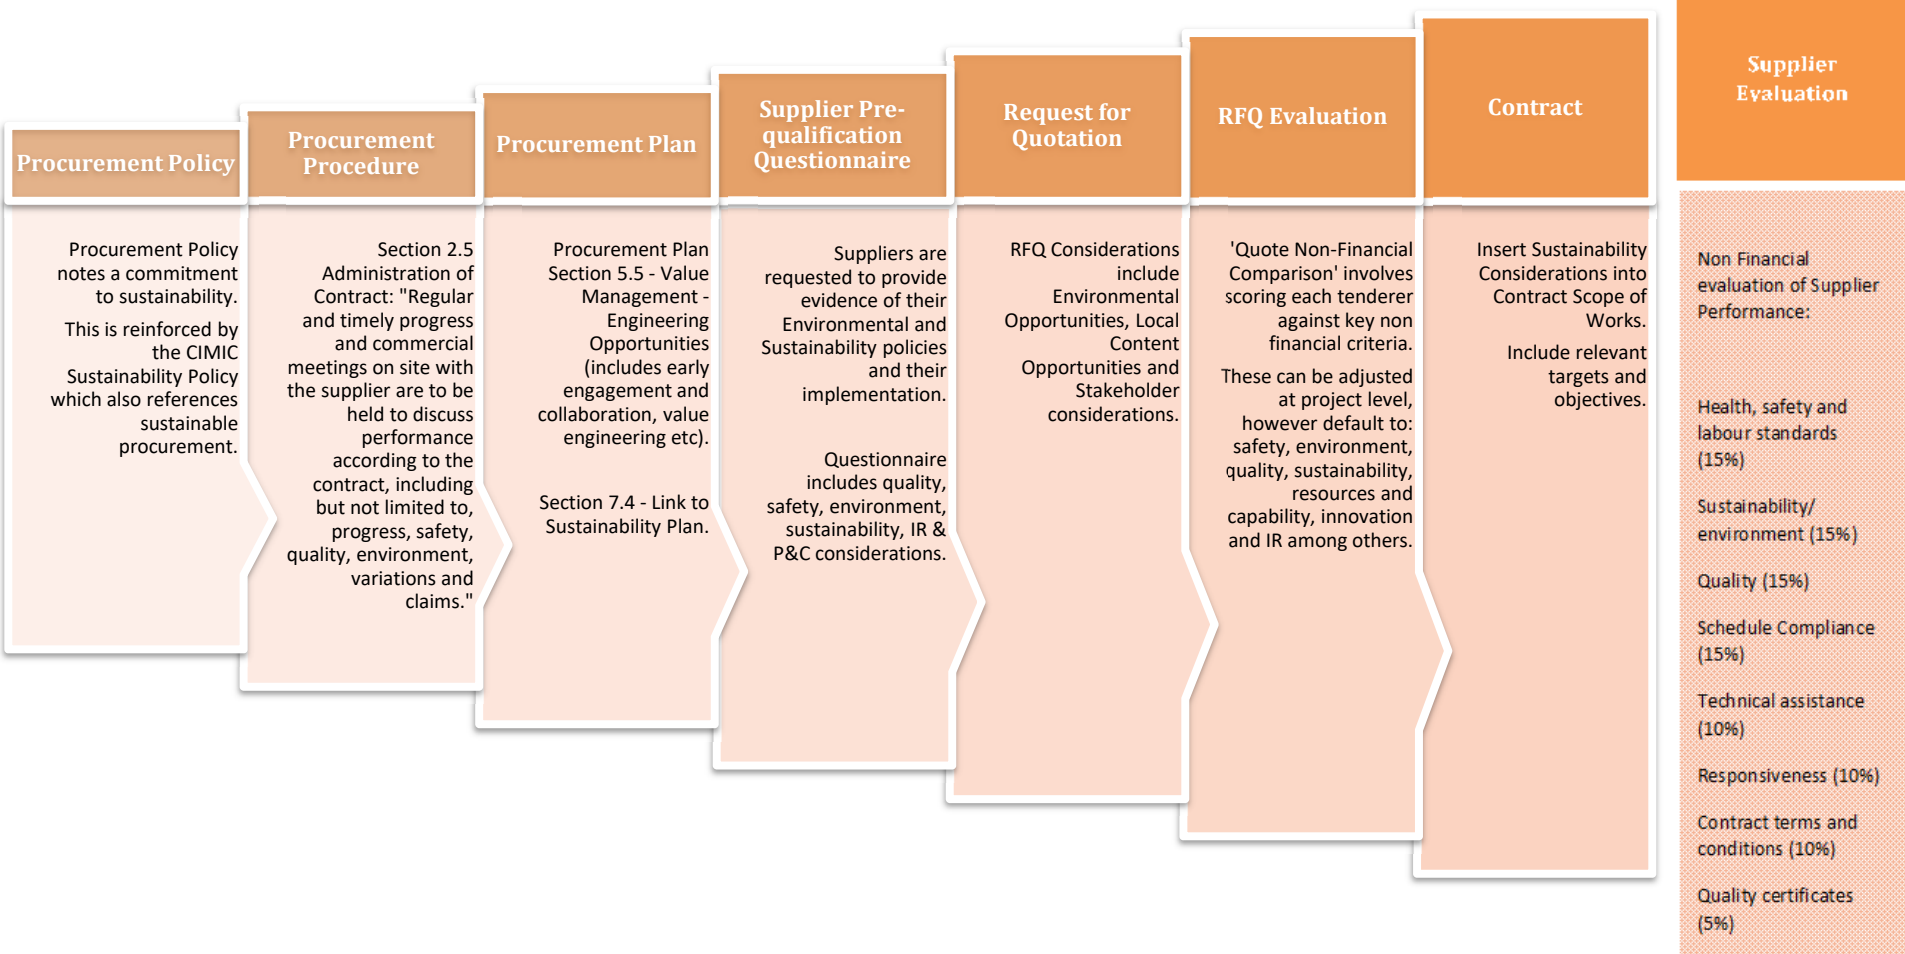 Procurement Policy
Procurement Policy
notes a commitment
to sustainability.
This is reinforced by
the CIMIC
Sustainability Policy
which also references
sustainable
procurement.
Procurement
Procedure
Section 2.5
Administration of
Contract: "Regular
and timely progress
and commercial
meetings on site with
the supplier are to be
held to discuss
performance
according to the
contract, including
but not limited to,
progress, safety,
quality, environment,
variations and
claims."
Procurement Plan
Procurement Plan
Section 5.5 - Value
Management -
Engineering
Opportunities
(includes early
engagement and
collaboration, value
engineering etc).
Section 7.4 - Link to
Sustainability Plan.
Supplier Pre-
qualification
Questionnaire
Suppliers are
requested to provide
evidence of their
Environmental and
Sustainability policies
and their
implementation.
Questionnaire
includes quality,
safety, environment,
sustainability, IR &
P&C considerations.
Request for
Quotation
RFQ Considerations
include
Environmental
Opportunities, Local
Content
Opportunities and
Stakeholder
considerations.
RFQ Evaluation
'Quote Non-Financial
Comparison' involves
scoring each tenderer
against key non
financial criteria.
These can be adjusted
at project level,
however default to:
safety, environment,
quality, sustainability,
resources and
capability, innovation
and IR among others.
Contract
Insert Sustainability
Considerations into
Contract Scope of
Works.
Include relevant
targets and
objectives.
Supplier
Evaluation
Non Financial
evaluation of Supplier
Performance:
Health, safety and
labour standards
(15%)
Sustainability/
environment (15%)
Quality (15%)
Schedule Compliance
(15%)
Technical assistance
(10%)
Responsiveness (10%)
Contract terms and
conditions (10%)
Quality certificates
(5%)